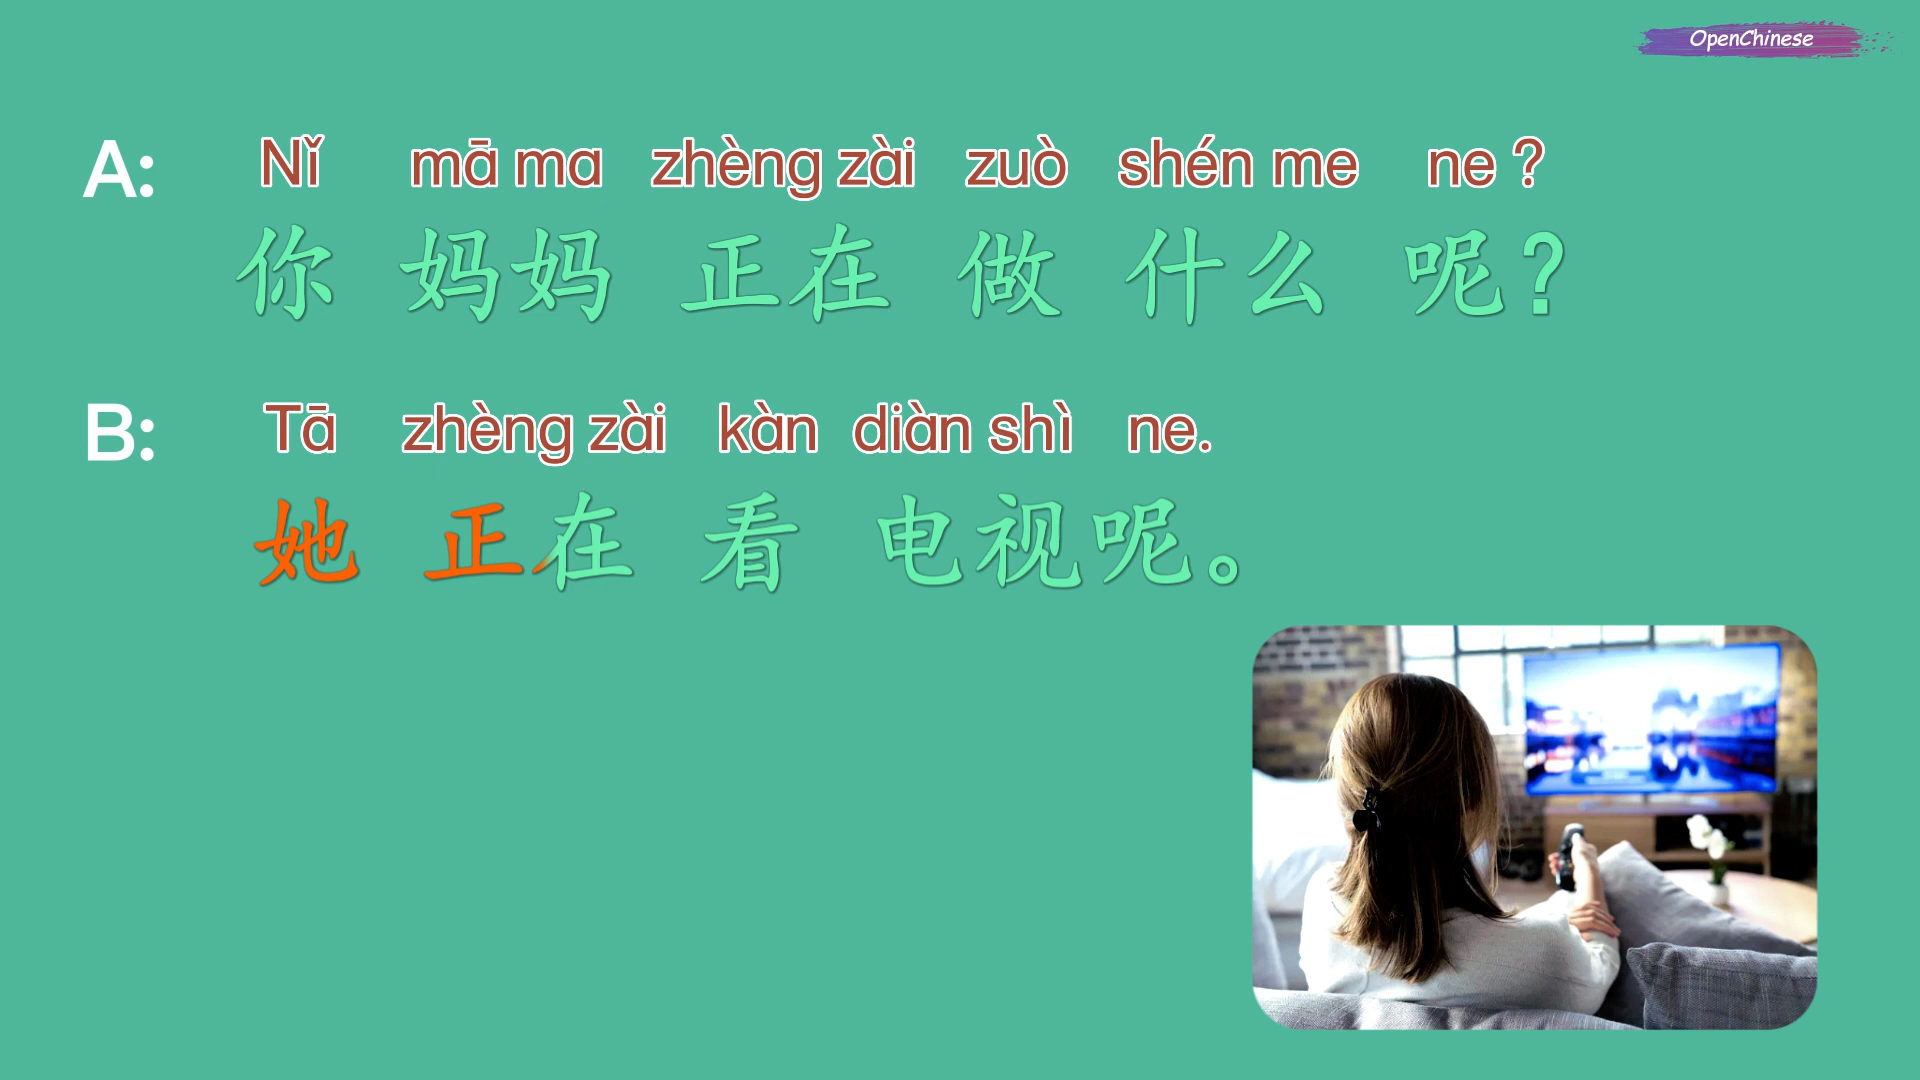 OpenChinese
A: Nǐ mā ma zhèng zài zuò shén me ne ?
你 妈妈 正在 做 什么 呢？
B: Tā zhèng zài kàn diàn shì ne.
她 正在 看 电视呢。